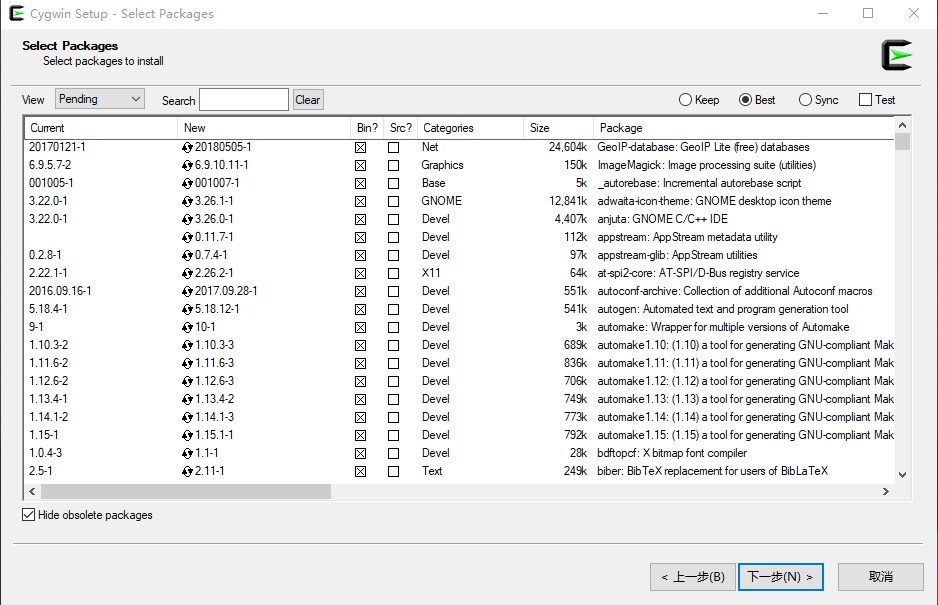 Cygwin Setup - Select Packages
Select Packages
Select packages to install
View Pending Search Clear Keep Best Sync Test
Current New Bin? Src? Categories Size Package
20170121-1 20180505-1 Net 24,604k GeoIP-database: GeoIP Lite (free) databases
6.9.5.7-2 6.9.10.11-1 Graphics 150k ImageMagick: Image processing suite (utilities)
001005-1 001007-1 Base 5k _autorebase: Incremental autorebase script
3.22.0-1 3.26.1-1 GNOME 12,841k adwaita-icon-theme: GNOME desktop icon theme
3.22.0-1 3.26.0-1 Devel 4,407k anjuta: GNOME C/C++ IDE
0.11.7-1 Devel 112k appstream: AppStream metadata utility
0.2.8-1 0.7.4-1 Devel 97k appstream-glib: AppStream utilities
2.22.1-1 2.26.2-1 X11 64k at-spi2-core: AT-SPI/D-Bus registry service
2016.09.16-1 2017.09.28-1 Devel 551k autoconf-archive: Collection of additional Autoconf macros
5.18.4-1 5.18.12-1 Devel 541k autogen: Automated text and program generation tool
9-1 10-1 Devel 3k automake: Wrapper for multiple versions of Automake
1.10.3-2 1.10.3-3 Devel 689k automake1.10: (1.10) a tool for generating GNU-compliant Mak
1.11.6-2 1.11.6-3 Devel 836k automake1.11: (1.11) a tool for generating GNU-compliant Mak
1.12.6-2 1.12.6-3 Devel 706k automake1.12: (1.12) a tool for generating GNU-compliant Mak
1.13.4-1 1.13.4-2 Devel 749k automake1.13: (1.13) a tool for generating GNU-compliant Mak
1.14.1-2 1.14.1-3 Devel 773k automake1.14: (1.14) a tool for generating GNU-compliant Mak
1.15-1 1.15.1-1 Devel 792k automake1.15: (1.15) a tool for generating GNU-compliant Mak
1.0.4-3 1.1-1 Devel 28k bdftopcf: X bitmap font compiler
2.5-1 2.11-1 Text 249k biber: BibTeX replacement for users of BibLaTeX
Hide obsolete packages
< 上一步(B) 下一步(N) > 取消